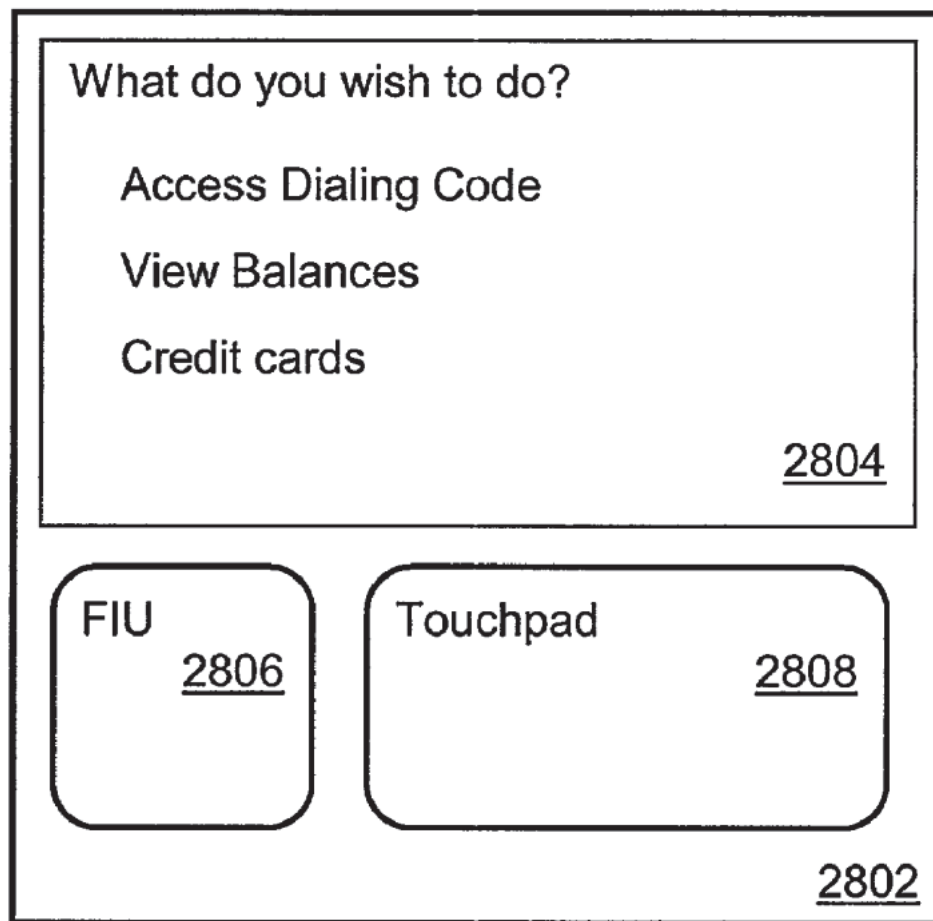 What do you wish to do?
Access Dialing Code
View Balances
Credit cards
2804
FIU
2806
Touchpad
2808
2802